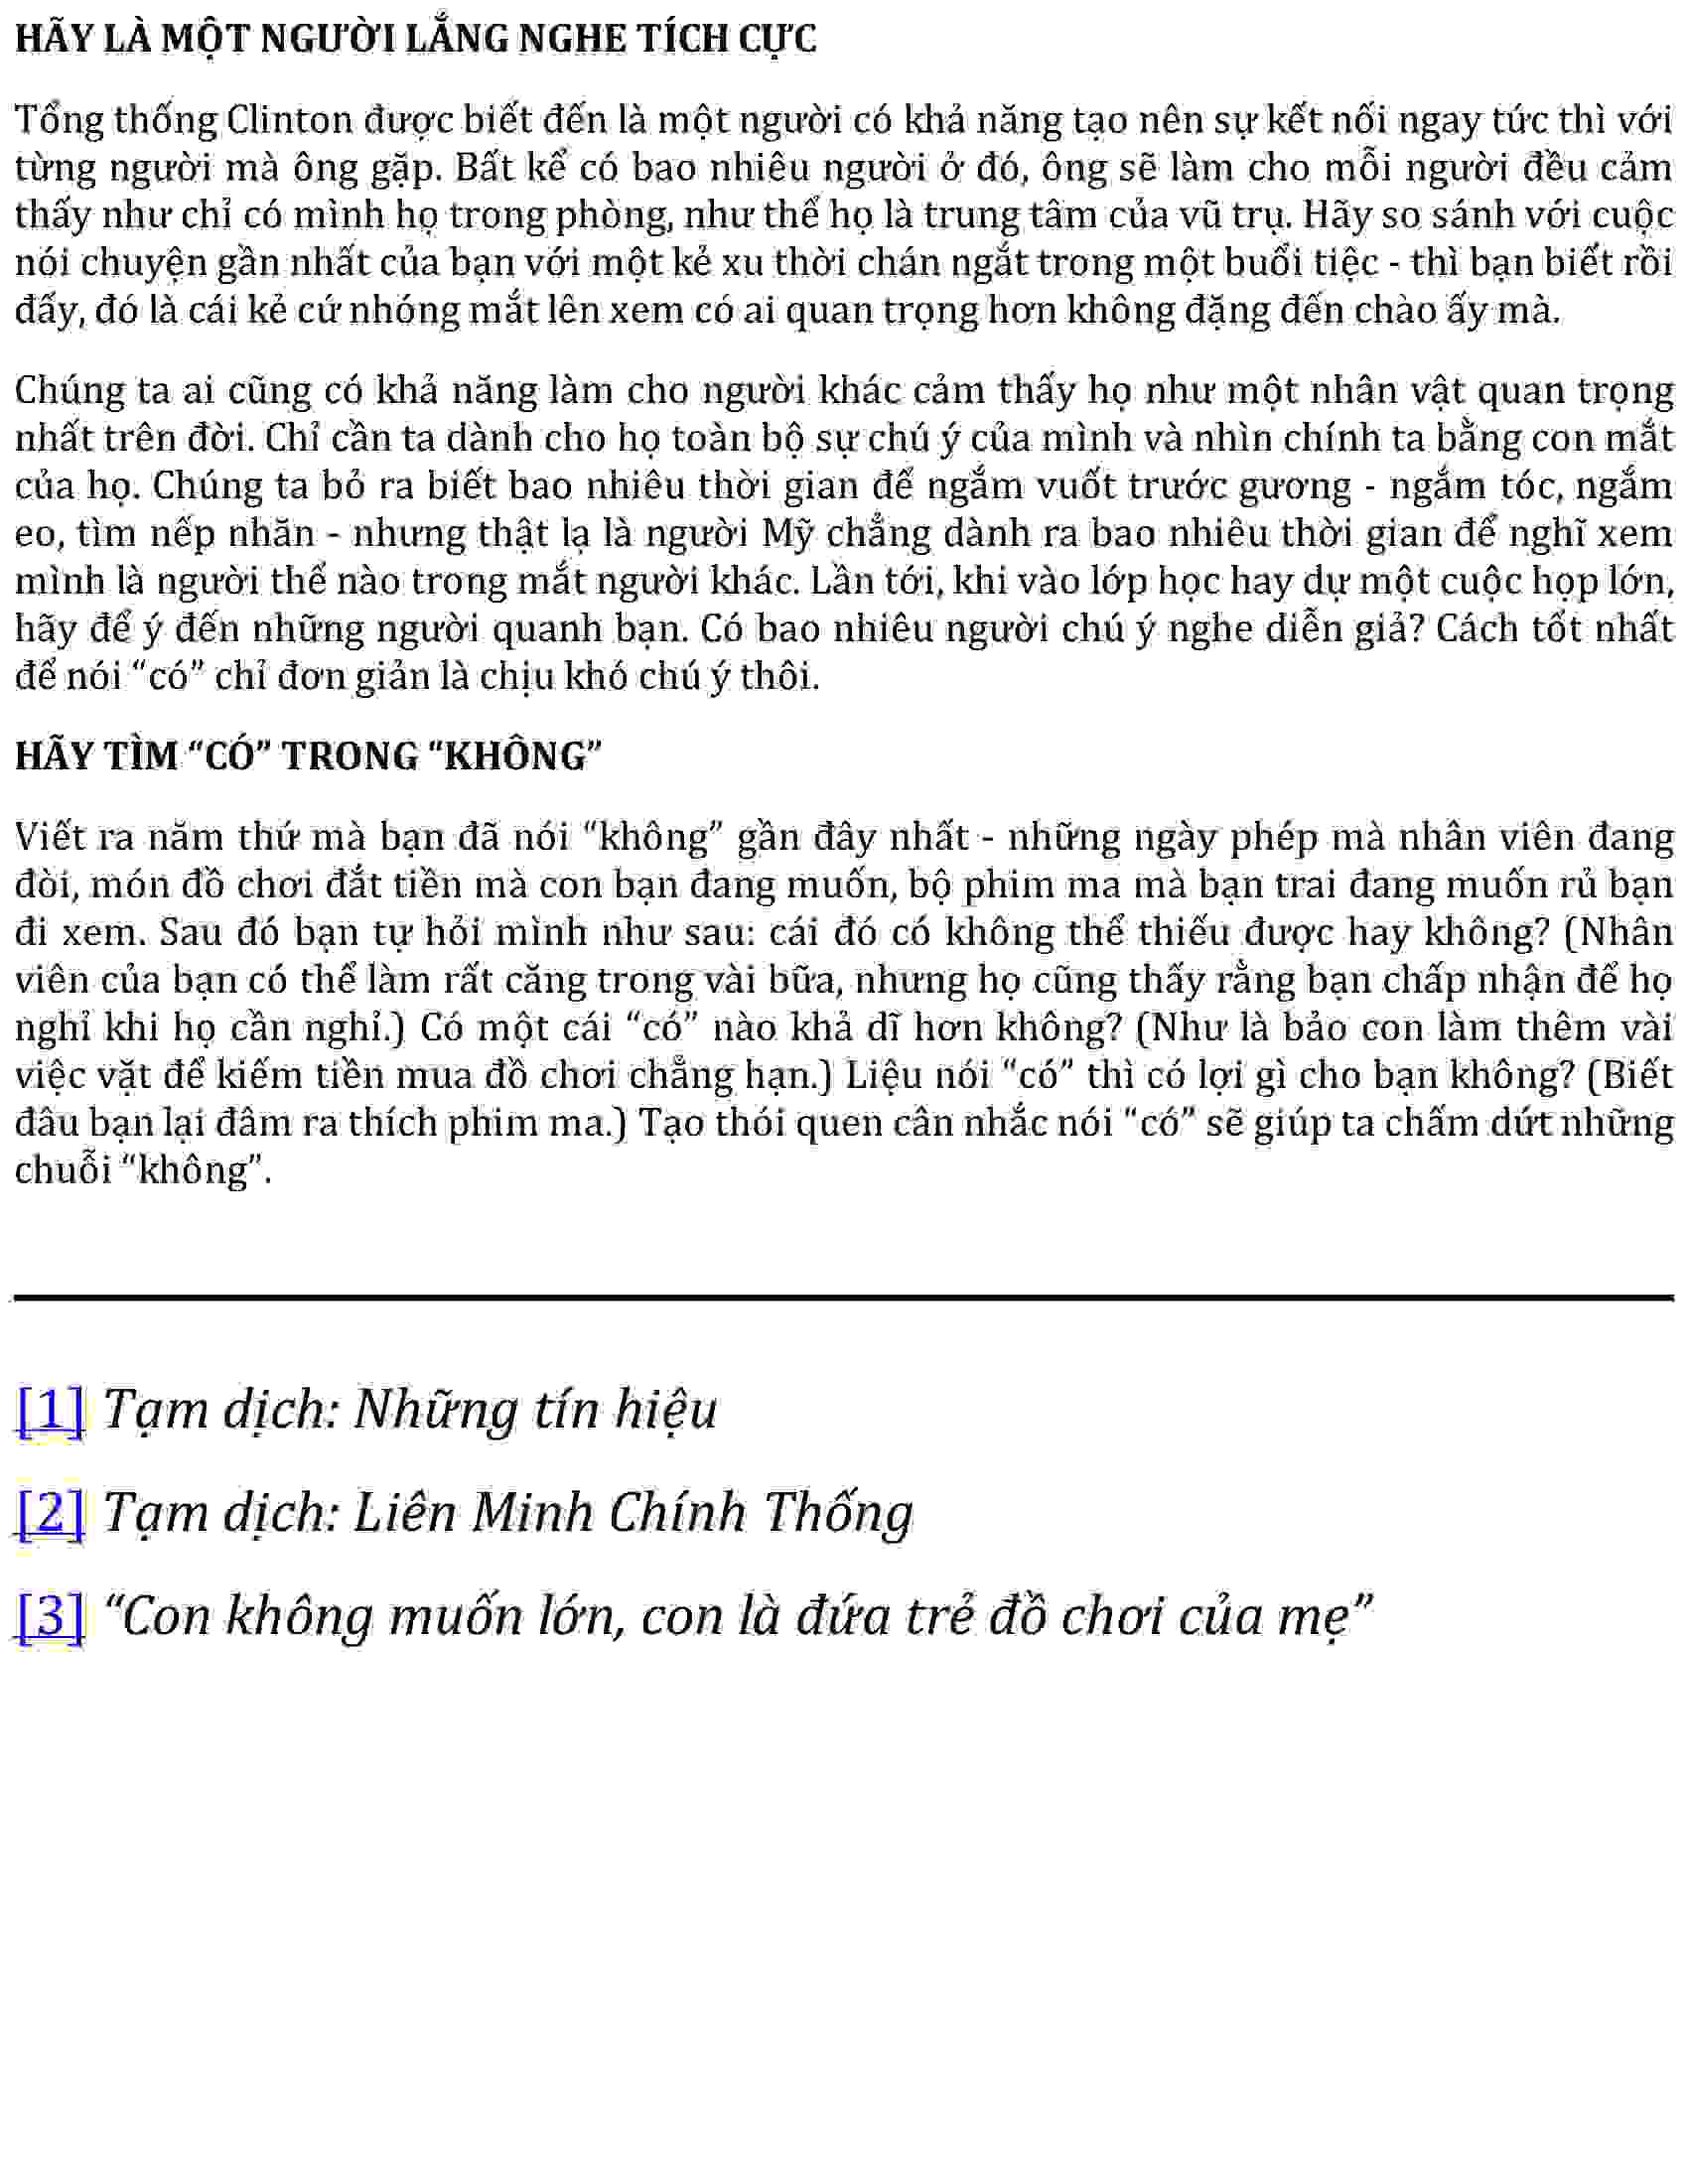 HÃY LÀ MỘT NGƯỜI LẮNG NGHE TÍCH CỰC
Tổng thống Clinton được biết đến là một người có khả năng tạo nên sự kết nối ngay tức thì với
từng người mà ông gặp. Bất kể có bao nhiêu người ở đó, ông sẽ làm cho mỗi người đều cảm
thấy như chỉ có mình họ trong phòng, như thể họ là trung tâm của vũ trụ. Hãy so sánh với cuộc
nói chuyện gần nhất của bạn với một kẻ xu thời chán ngắt trong một buổi tiệc - thì bạn biết rồi
đấy, đó là cái kẻ cứ nhóng mắt lên xem có ai quan trọng hơn không đặng đến chào ấy mà.
Chúng ta ai cũng có khả năng làm cho người khác cảm thấy họ như một nhân vật quan trọng
nhất trên đời. Chỉ cần ta dành cho họ toàn bộ sự chú ý của mình và nhìn chính ta bằng con mắt
của họ. Chúng ta bỏ ra biết bao nhiêu thời gian để ngắm vuốt trước gương - ngắm tóc, ngắm
eo, tìm nếp nhăn - nhưng thật lạ là người Mỹ chẳng dành ra bao nhiêu thời gian để nghĩ xem
mình là người thế nào trong mắt người khác. Lần tới, khi vào lớp học hay dự một cuộc họp lớn,
hãy để ý đến những người quanh bạn. Có bao nhiêu người chú ý nghe diễn giả? Cách tốt nhất
để nói “có” chỉ đơn giản là chịu khó chú ý thôi.
HÃY TÌM “CÓ” TRONG “KHÔNG”
Viết ra năm thứ mà bạn đã nói “không” gần đây nhất - những ngày phép mà nhân viên đang
đòi, món đồ chơi đắt tiền mà con bạn đang muốn, bộ phim ma mà bạn trai đang muốn rủ bạn
đi xem. Sau đó bạn tự hỏi mình như sau: cái đó có không thể thiếu được hay không? (Nhân
viên của bạn có thể làm rất căng trong vài bữa, nhưng họ cũng thấy rằng bạn chấp nhận để họ
nghỉ khi họ cần nghỉ.) Có một cái “có” nào khả dĩ hơn không? (Như là bảo con làm thêm vài
việc vặt để kiếm tiền mua đồ chơi chẳng hạn.) Liệu nói “có” thì có lợi gì cho bạn không? (Biết
đâu bạn lại đâm ra thích phim ma.) Tạo thói quen cân nhắc nói “có” sẽ giúp ta chấm dứt những
chuỗi “không”.
[1] Tạm dịch: Những tín hiệu
[2] Tạm dịch: Liên Minh Chính Thống
[3] “Con không muốn lớn, con là đứa trẻ đồ chơi của mẹ”